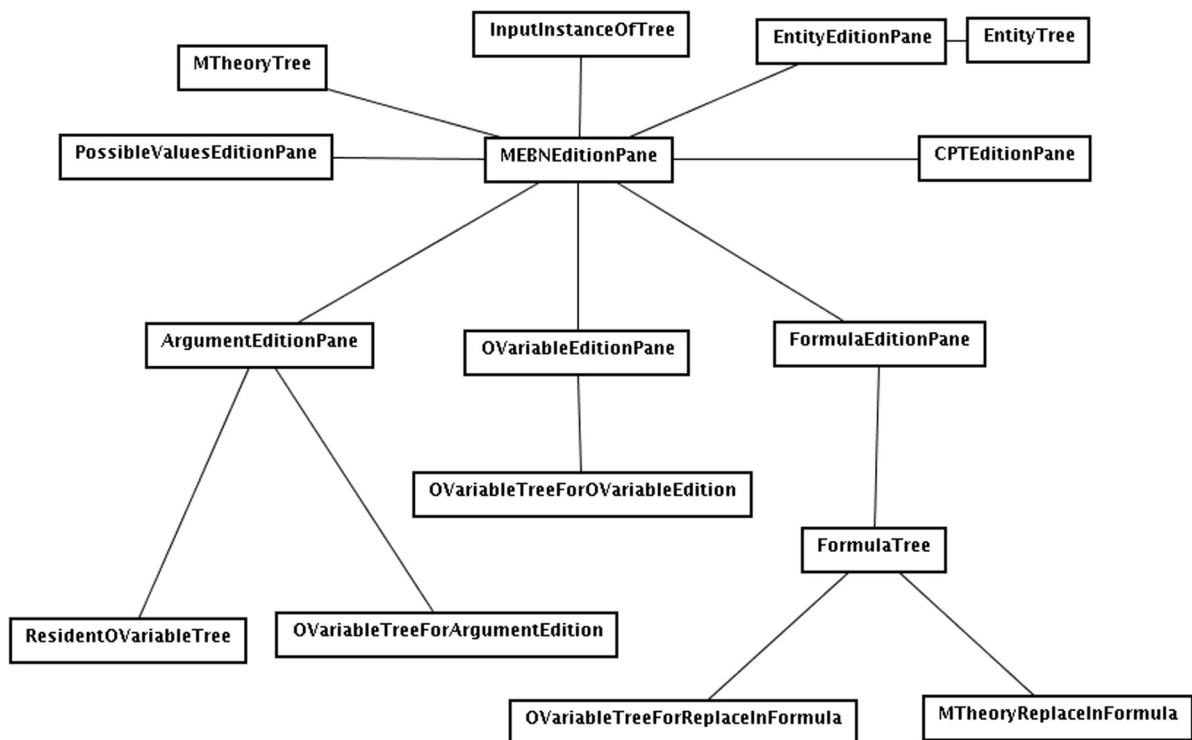 InputInstanceOfTree
EntityEditionPane
EntityTree
MTheoryTree
PossibleValuesEditionPane
MEBNEditionPane
CPTEditionPane
ArgumentEditionPane
OVariableEditionPane
FormulaEditionPane
OVariableTreeForOVariableEdition
FormulaTree
ResidentOVariableTree
OVariableTreeForArgumentEdition
OVariableTreeForReplaceInFormula
MTheoryReplaceInFormula